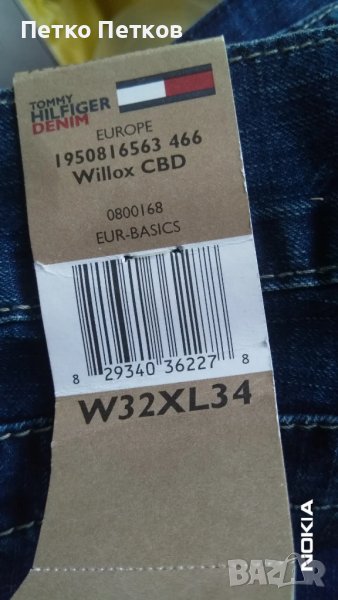 Петко Петков
TOMMY
HILFIGER
DENIM
EUROPE
1950816563 466
Willox CBD
0800168
EUR-BASICS
8 29340 36227 8
W32XL34
NOKIA
BAZAR